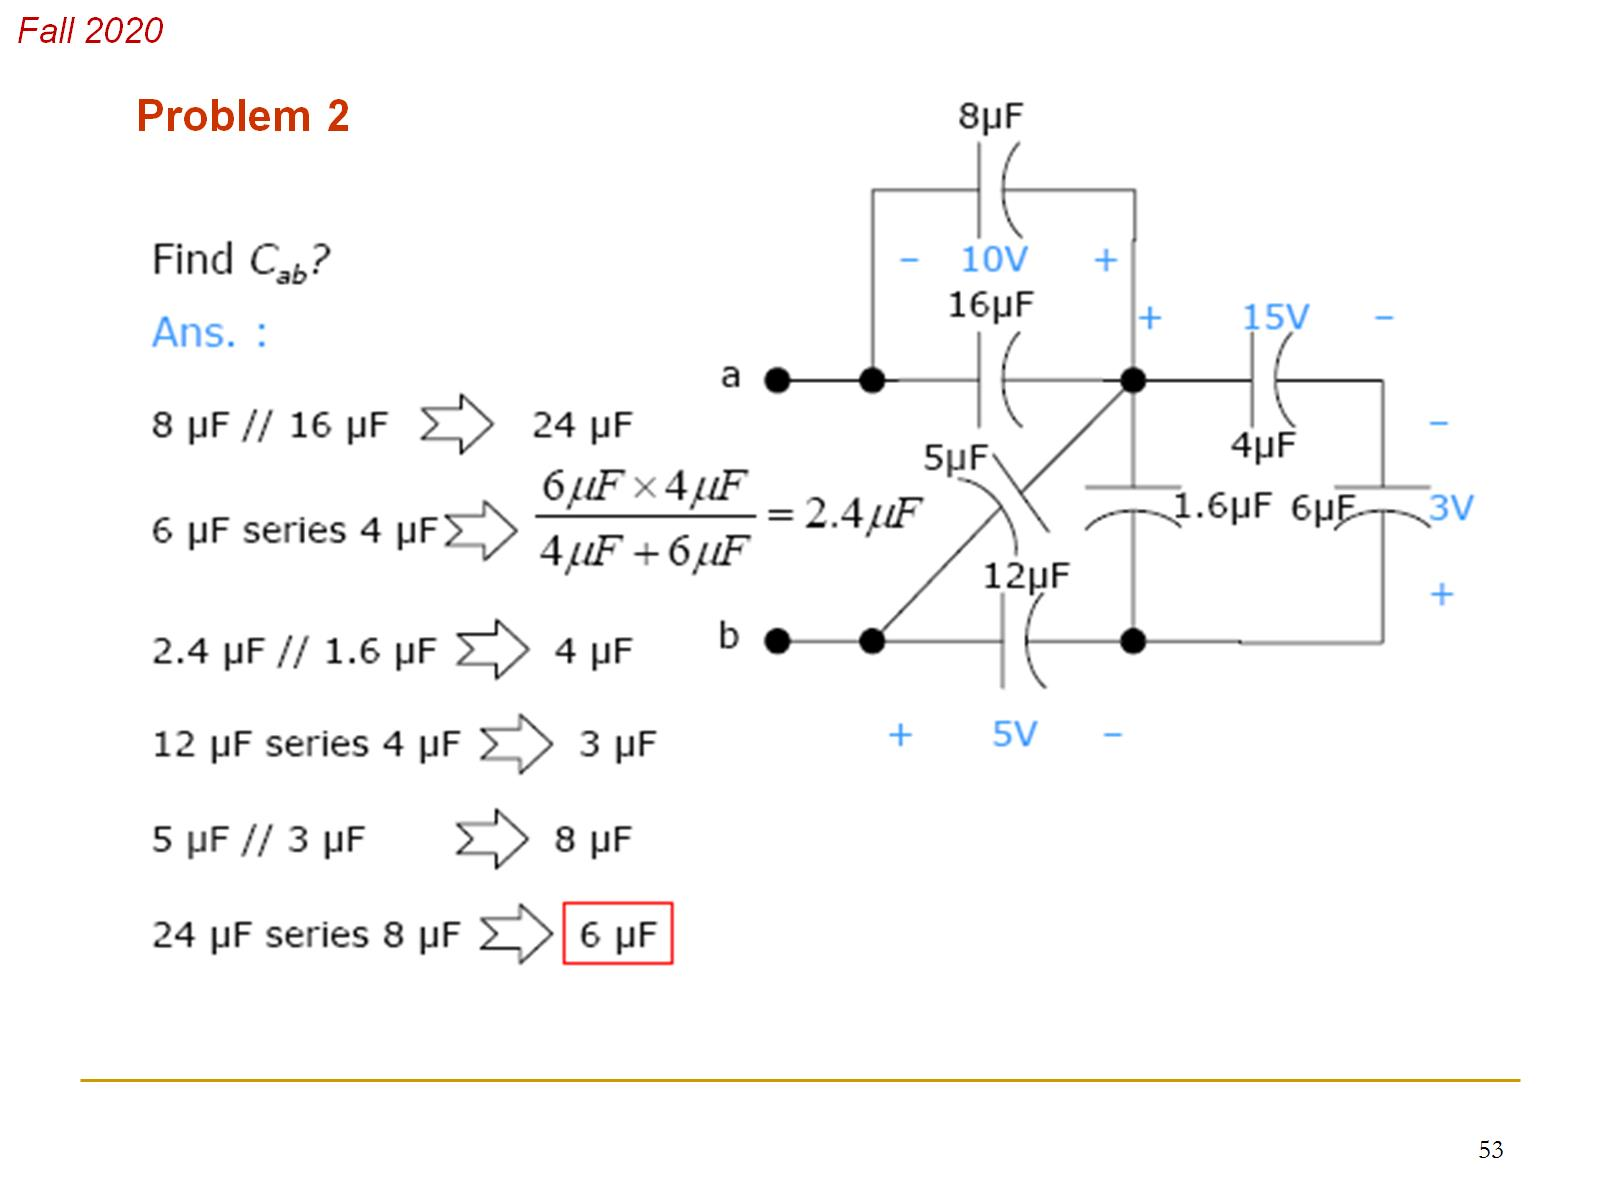 Fall 2020
Problem 2
Find C_ab?
Ans. :
8 μF // 16 μF 24 μF
6 μF series 4 μF 6μF × 4μF / 4μF + 6μF = 2.4μF
2.4 μF // 1.6 μF 4 μF
12 μF series 4 μF 3 μF
5 μF // 3 μF 8 μF
24 μF series 8 μF 6 μF
8μF
– 10V +
16μF
+ 15V –
a
4μF
5μF
–
1.6μF 6μF 3V
12μF
+
b
+ 5V –
53